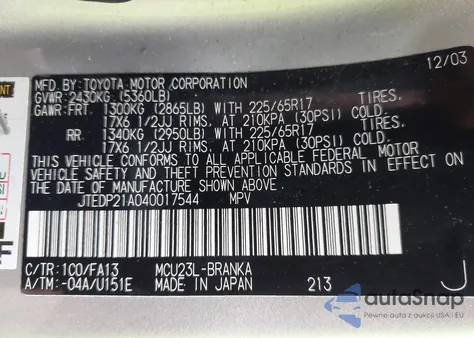 12/03
MFD. BY: TOYOTA MOTOR CORPORATION
GVWR: 2430KG (5360LB)
GAWR: FRT 1300KG (2865LB) WITH 225/65R17 TIRES.
17X6 1/2JJ RIMS. AT 210KPA (30PSI) COLD.
RR 1340KG (2950LB) WITH 225/65R17 TIRES.
17X6 1/2JJ RIMS, AT 210KPA (30PSI) COLD.
THIS VEHICLE CONFORMS TO ALL APPLICABLE FEDERAL MOTOR
VEHICLE SAFETY AND THEFT PREVENTION STANDARDS IN EFFECT ON
THE DATE OF MANUFACTURE SHOWN ABOVE.
JTEDP21A040017544 MPV
C/TR: 1C0/FA13 MCU23L-BRANKA
A/TM: -04A/U151E MADE IN JAPAN 213 J
autoSnap
Pewne auta z aukcji USA i EU